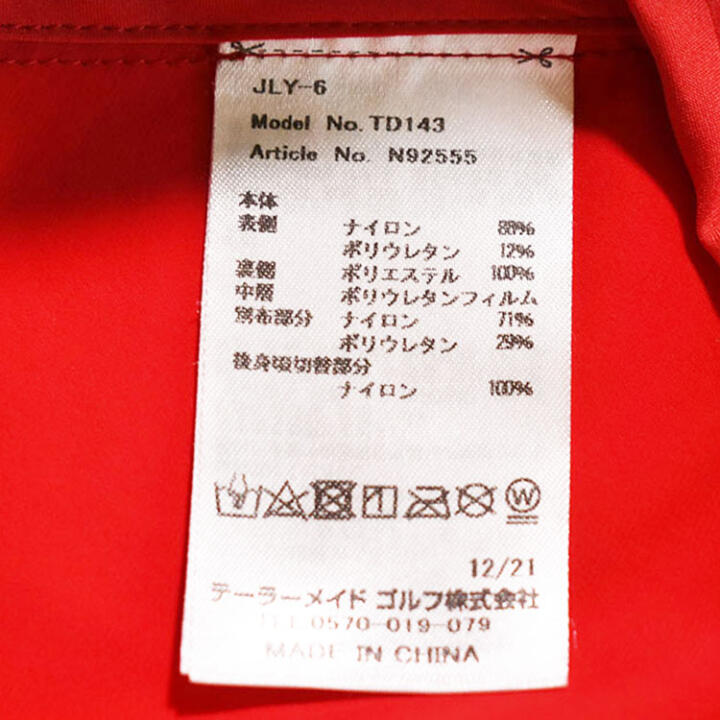 JLY-6
Model No. TD143
Article No. N92555
本体
表側 ナイロン 88%
ポリウレタン 12%
裏側 ポリエステル 100%
中層 ポリウレタンフィルム
別布部分 ナイロン 71%
ポリウレタン 29%
後身頃切替部分
ナイロン 100%
W
12/21
テーラーメイド ゴルフ株式会社
TEL 0570-019-079
MADE IN CHINA